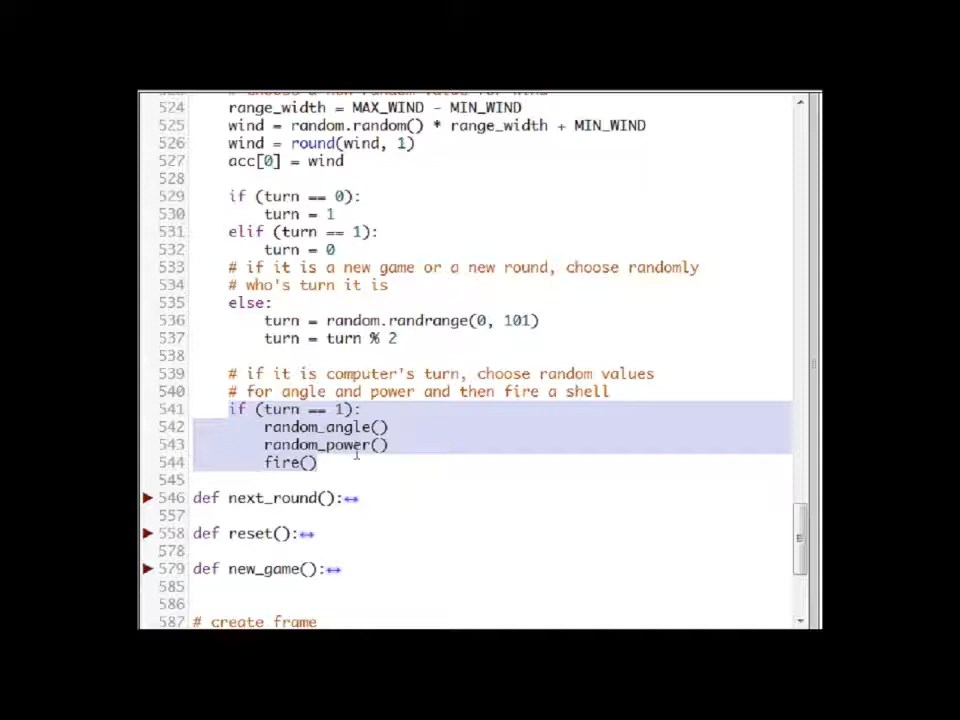 524 range_width = MAX_WIND - MIN_WIND
525 wind = random.random() * range_width + MIN_WIND
526 wind = round(wind, 1)
527 acc[0] = wind
528
529 if (turn == 0):
530 turn = 1
531 elif (turn == 1):
532 turn = 0
533 # if it is a new game or a new round, choose randomly
534 # who's turn it is
535 else:
536 turn = random.randrange(0, 101)
537 turn = turn % 2
538
539 # if it is computer's turn, choose random values
540 # for angle and power and then fire a shell
541 if (turn == 1):
542 random_angle()
543 random_power()
544 fire()
545
546 def next_round():↔
557
558 def reset():↔
578
579 def new_game():↔
585
586
587 # create frame